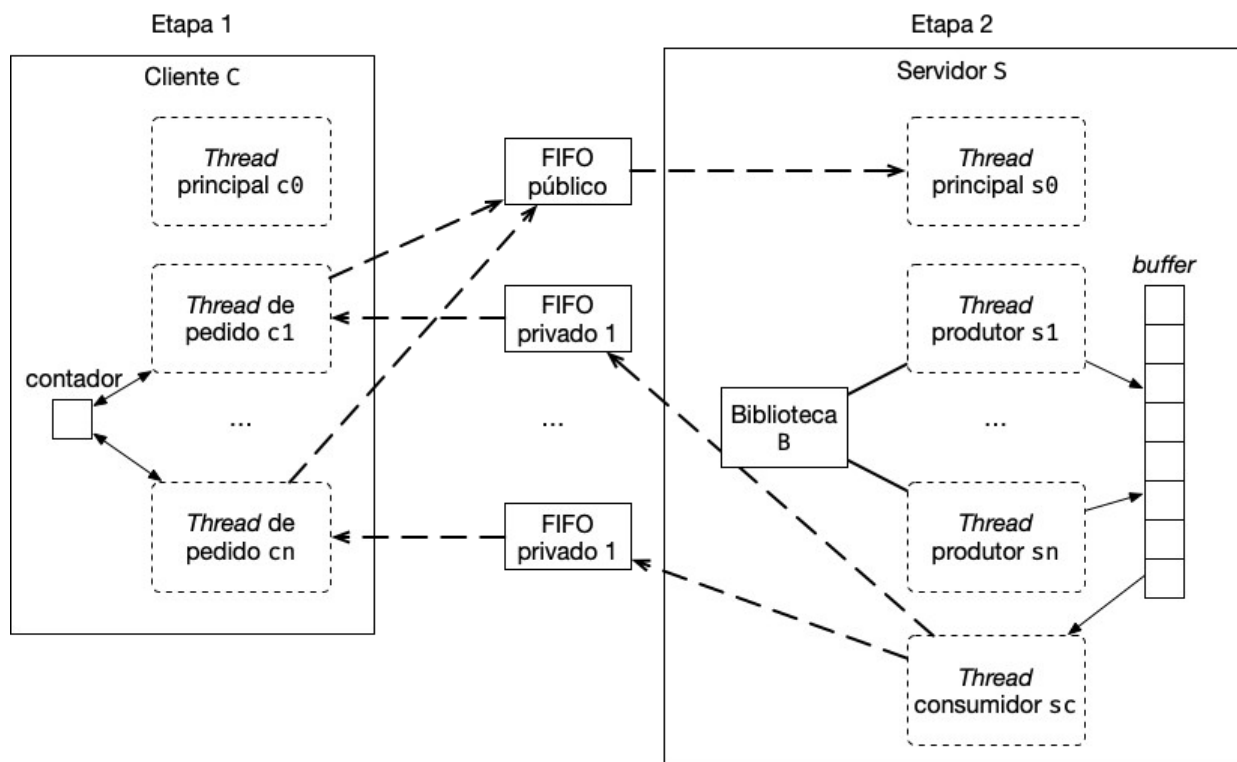 Etapa 1
Etapa 2
Cliente C
Servidor S
Thread
principal c0
FIFO
público
Thread
principal s0
buffer
Thread de
pedido c1
FIFO
privado 1
Thread
produtor s1
contador
...
...
Biblioteca
B
...
Thread de
pedido cn
FIFO
privado 1
Thread
produtor sn
Thread
consumidor sc